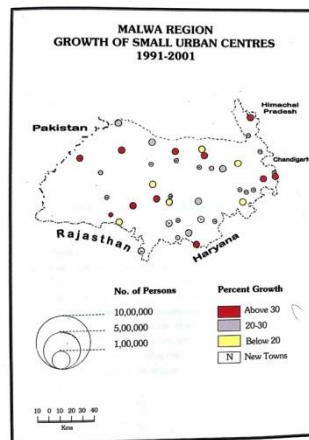 MALWA REGION
GROWTH OF SMALL URBAN CENTRES
1991-2001
Himachal
Pradesh
Pakistan
Chandigarh
Rajasthan
Haryana
No. of Persons
10,00,000
5,00,000
1,00,000
Percent Growth
Above 30
20-30
Below 20
N New Towns
10 0 10 20 30 40
Kms